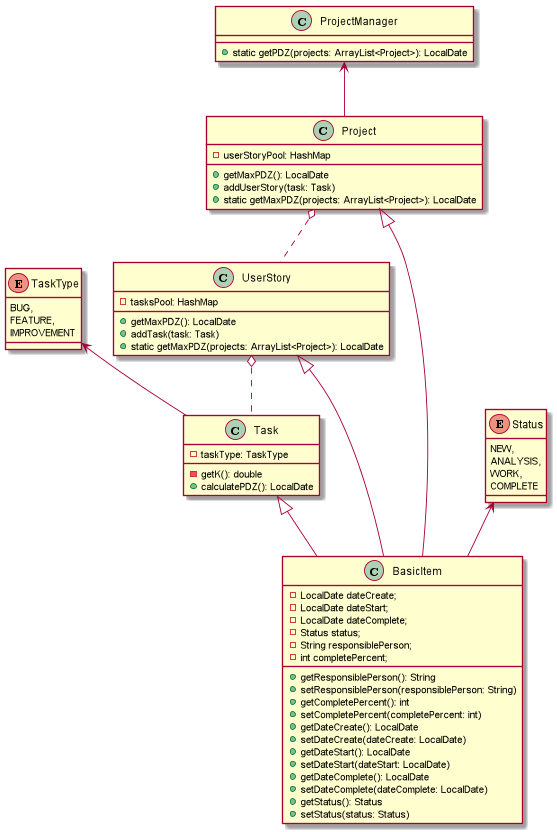 C ProjectManager
static getPDZ(projects: ArrayList<Project>): LocalDate
C Project
userStoryPool: HashMap
getMaxPDZ(): LocalDate
addUserStory(task: Task)
static getMaxPDZ(projects: ArrayList<Project>): LocalDate
C UserStory
tasksPool: HashMap
getMaxPDZ(): LocalDate
addTask(task: Task)
static getMaxPDZ(projects: ArrayList<Project>): LocalDate
E TaskType
BUG,
FEATURE,
IMPROVEMENT
C Task
taskType: TaskType
getK(): double
calculatePDZ(): LocalDate
E Status
NEW,
ANALYSIS,
WORK,
COMPLETE
C BasicItem
LocalDate dateCreate;
LocalDate dateStart;
LocalDate dateComplete;
Status status;
String responsiblePerson;
int completePercent;
getResponsiblePerson(): String
setResponsiblePerson(responsiblePerson: String)
getCompletePercent(): int
setCompletePercent(completePercent: int)
getDateCreate(): LocalDate
setDateCreate(dateCreate: LocalDate)
getDateStart(): LocalDate
setDateStart(dateStart: LocalDate)
getDateComplete(): LocalDate
setDateComplete(dateComplete: LocalDate)
getStatus(): Status
setStatus(status: Status)